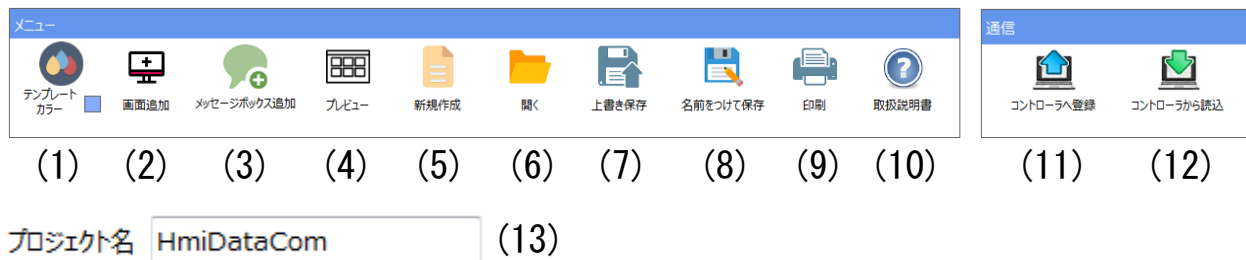 メニュー
通信
テンプレート
カラー
画面追加
メッセージボックス追加
プレビュー
新規作成
開く
上書き保存
名前をつけて保存
印刷
取扱説明書
コントローラへ登録
コントローラから読込
(1) (2) (3) (4) (5) (6) (7) (8) (9) (10) (11) (12)
プロジェクト名 HmiDataCom (13)